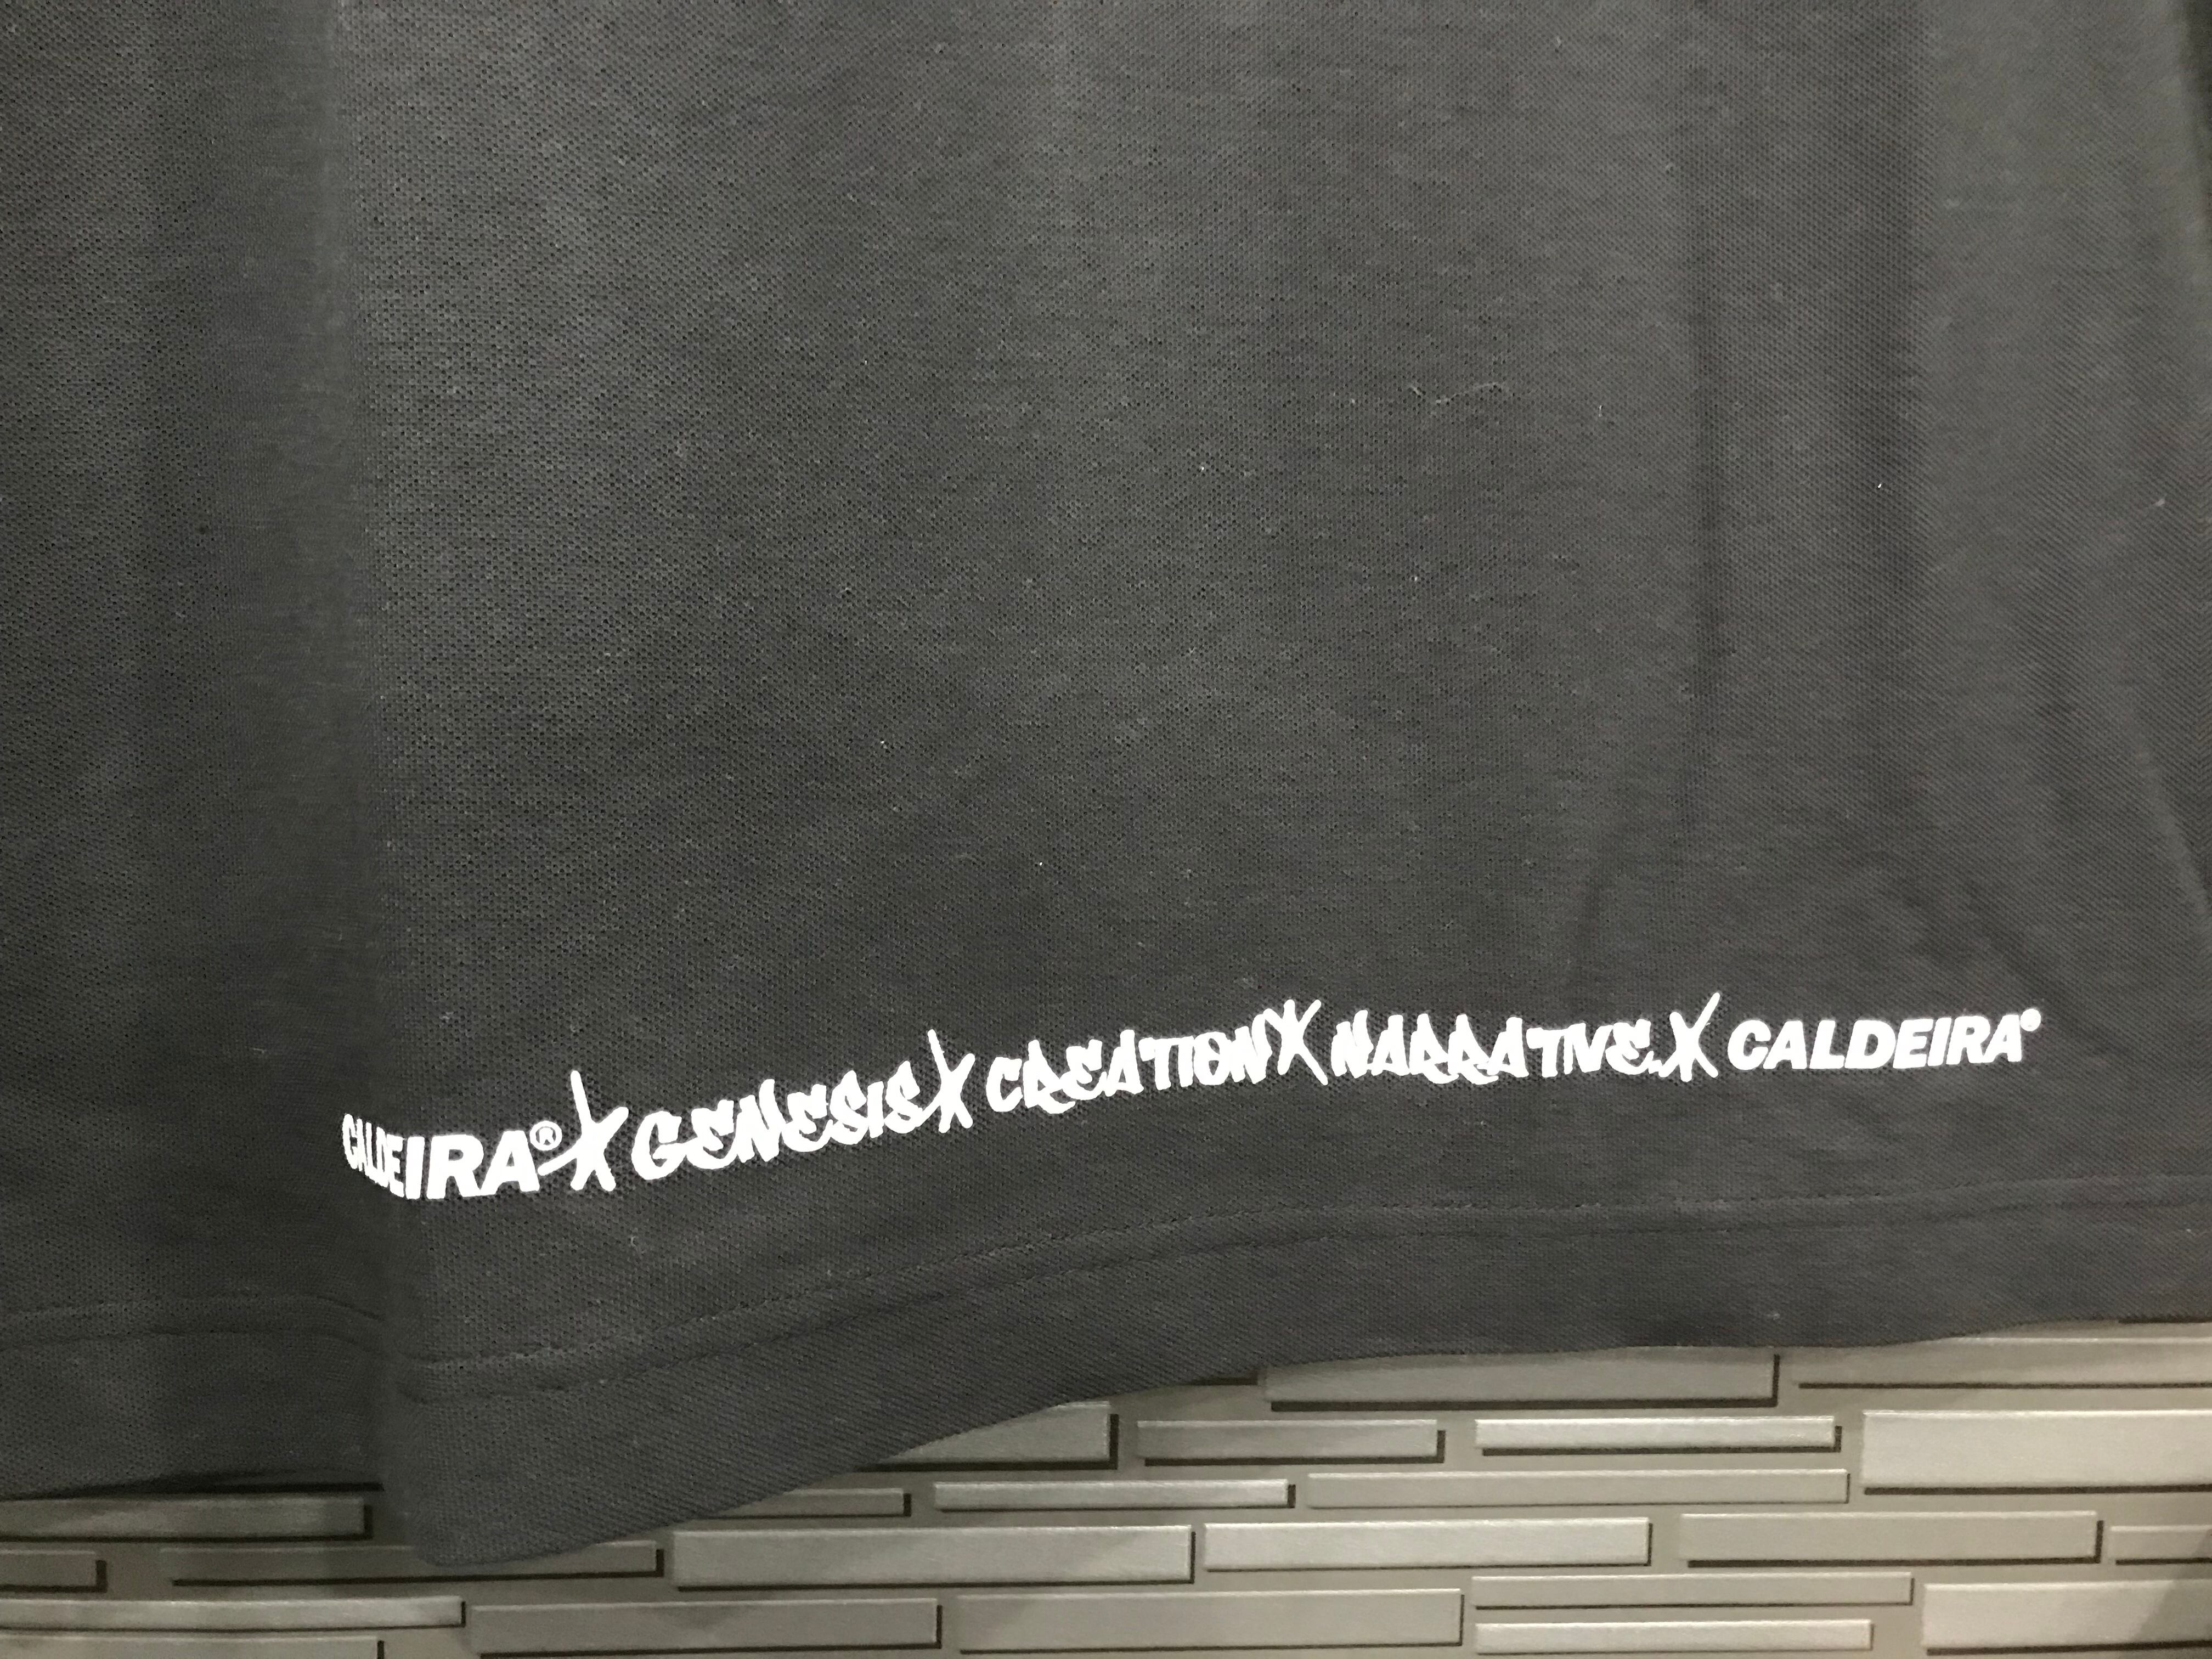 CALDEIRA® X GENESIS X CREATION X NARRATIVE. X CALDEIRA®